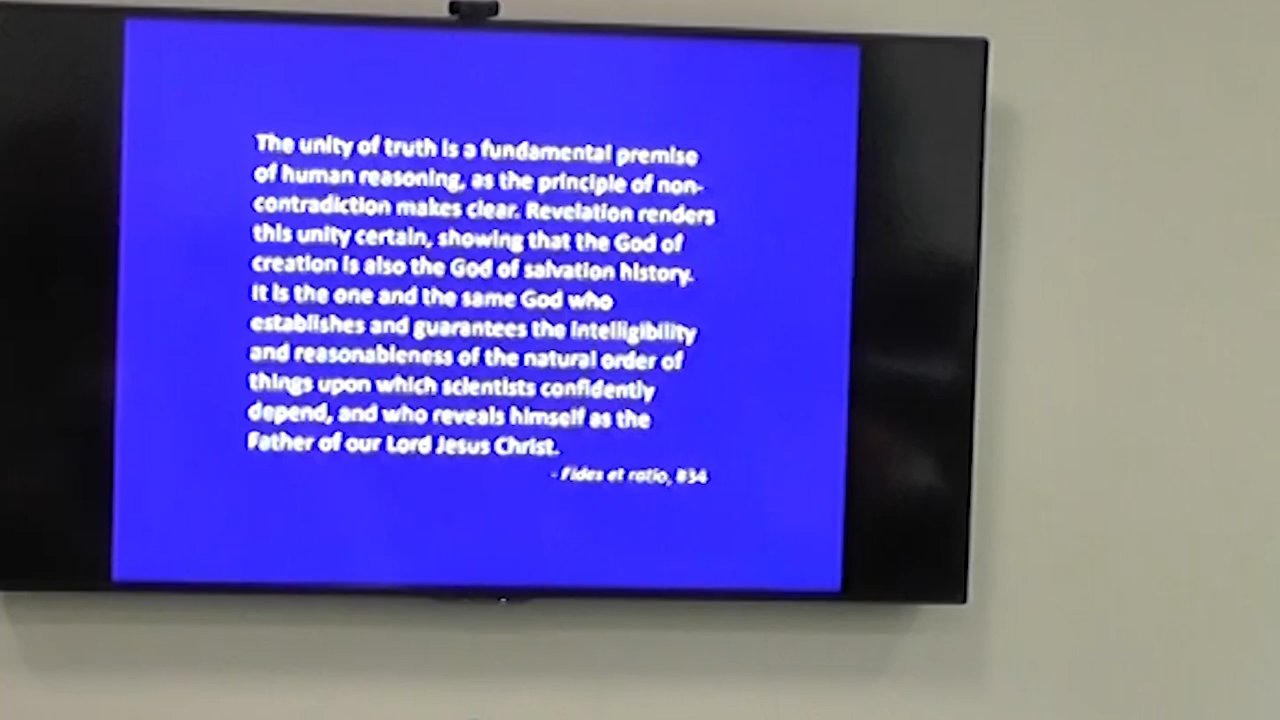 The unity of truth is a fundamental premise
of human reasoning, as the principle of non-
contradiction makes clear. Revelation renders
this unity certain, showing that the God of
creation is also the God of salvation history.
It is the one and the same God who
establishes and guarantees the intelligibility
and reasonableness of the natural order of
things upon which scientists confidently
depend, and who reveals himself as the
Father of our Lord Jesus Christ.
- Fides et ratio, #34